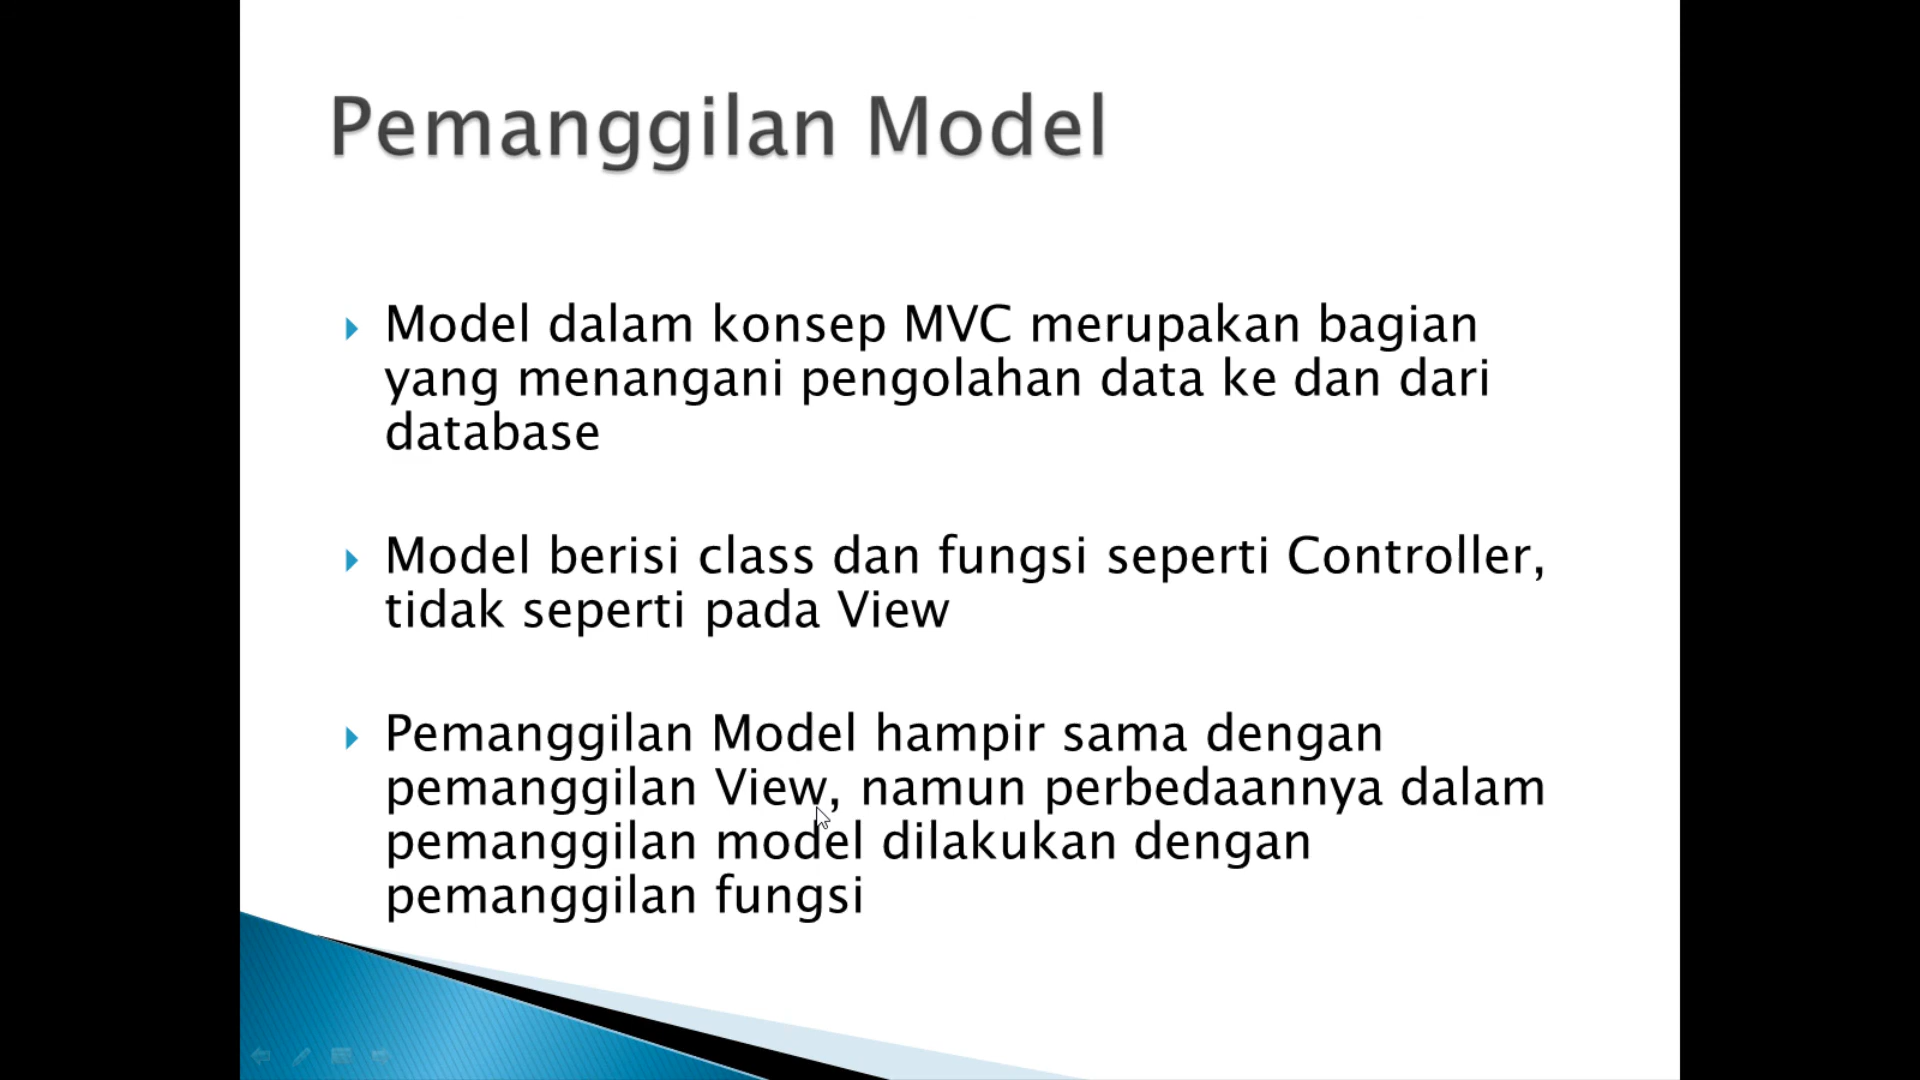 Pemanggilan Model
Model dalam konsep MVC merupakan bagian
yang menangani pengolahan data ke dan dari
database
Model berisi class dan fungsi seperti Controller,
tidak seperti pada View
Pemanggilan Model hampir sama dengan
pemanggilan View, namun perbedaannya dalam
pemanggilan model dilakukan dengan
pemanggilan fungsi